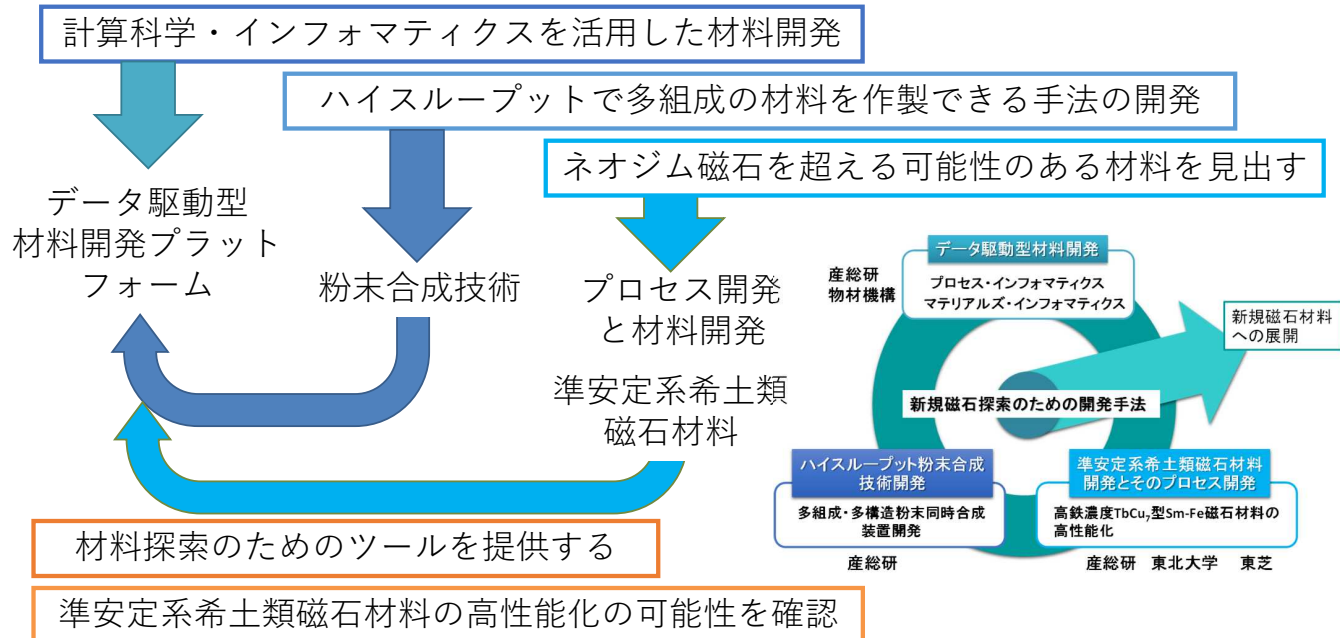 計算科学・インフォマティクスを活用した材料開発
ハイスループットで多組成の材料を作製できる手法の開発
ネオジム磁石を超える可能性のある材料を見出す
データ駆動型
材料開発プラット
フォーム
粉末合成技術
プロセス開発
と材料開発
準安定系希土類
磁石材料
材料探索のためのツールを提供する
準安定系希土類磁石材料の高性能化の可能性を確認
データ駆動型材料開発
産総研
物材機構
プロセス・インフォマティクス
マテリアルズ・インフォマティクス
新規磁石材料
への展開
新規磁石探索のための開発手法
ハイスループット粉末合成
技術開発
多組成・多構造粉末同時合成
装置開発
産総研
準安定系希土類磁石材料
開発とそのプロセス開発
高鉄濃度TbCu₇型Sm-Fe磁石材料の
高性能化
産総研 東北大学 東芝